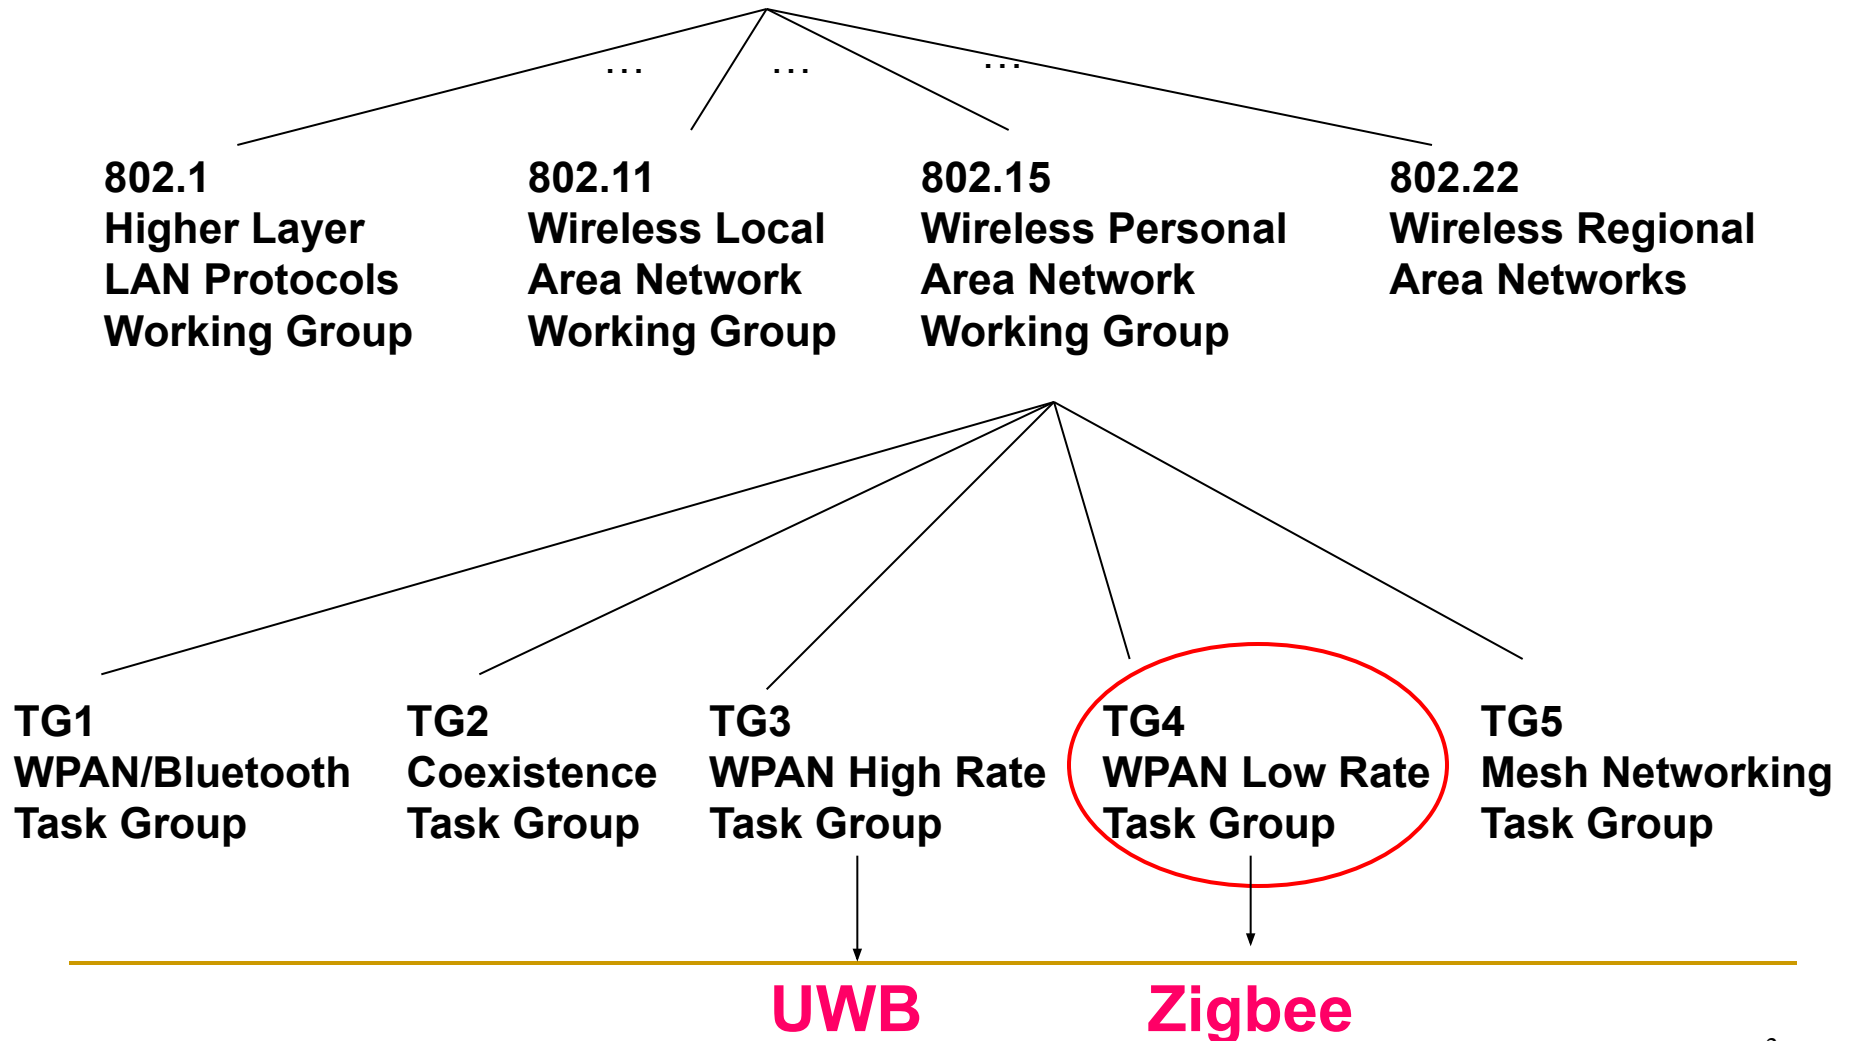 ... ... ...
802.1
Higher Layer
LAN Protocols
Working Group
802.11
Wireless Local
Area Network
Working Group
802.15
Wireless Personal
Area Network
Working Group
802.22
Wireless Regional
Area Networks
TG1
WPAN/Bluetooth
Task Group
TG2
Coexistence
Task Group
TG3
WPAN High Rate
Task Group
TG4
WPAN Low Rate
Task Group
TG5
Mesh Networking
Task Group
UWB
Zigbee